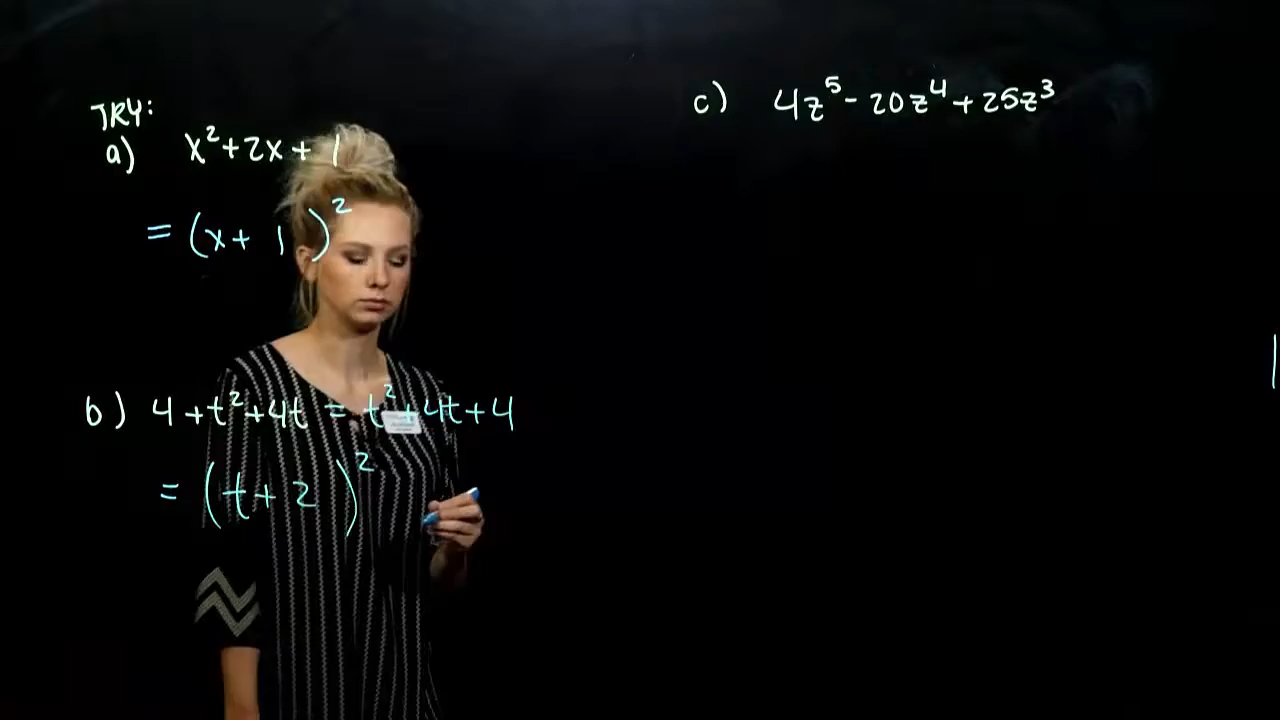 TRY:
a) x²+2x+1
= (x+1)²
b) 4+t²+4t = t²+4t+4
= (t+2)²
c) 4z⁵-20z⁴+25z³